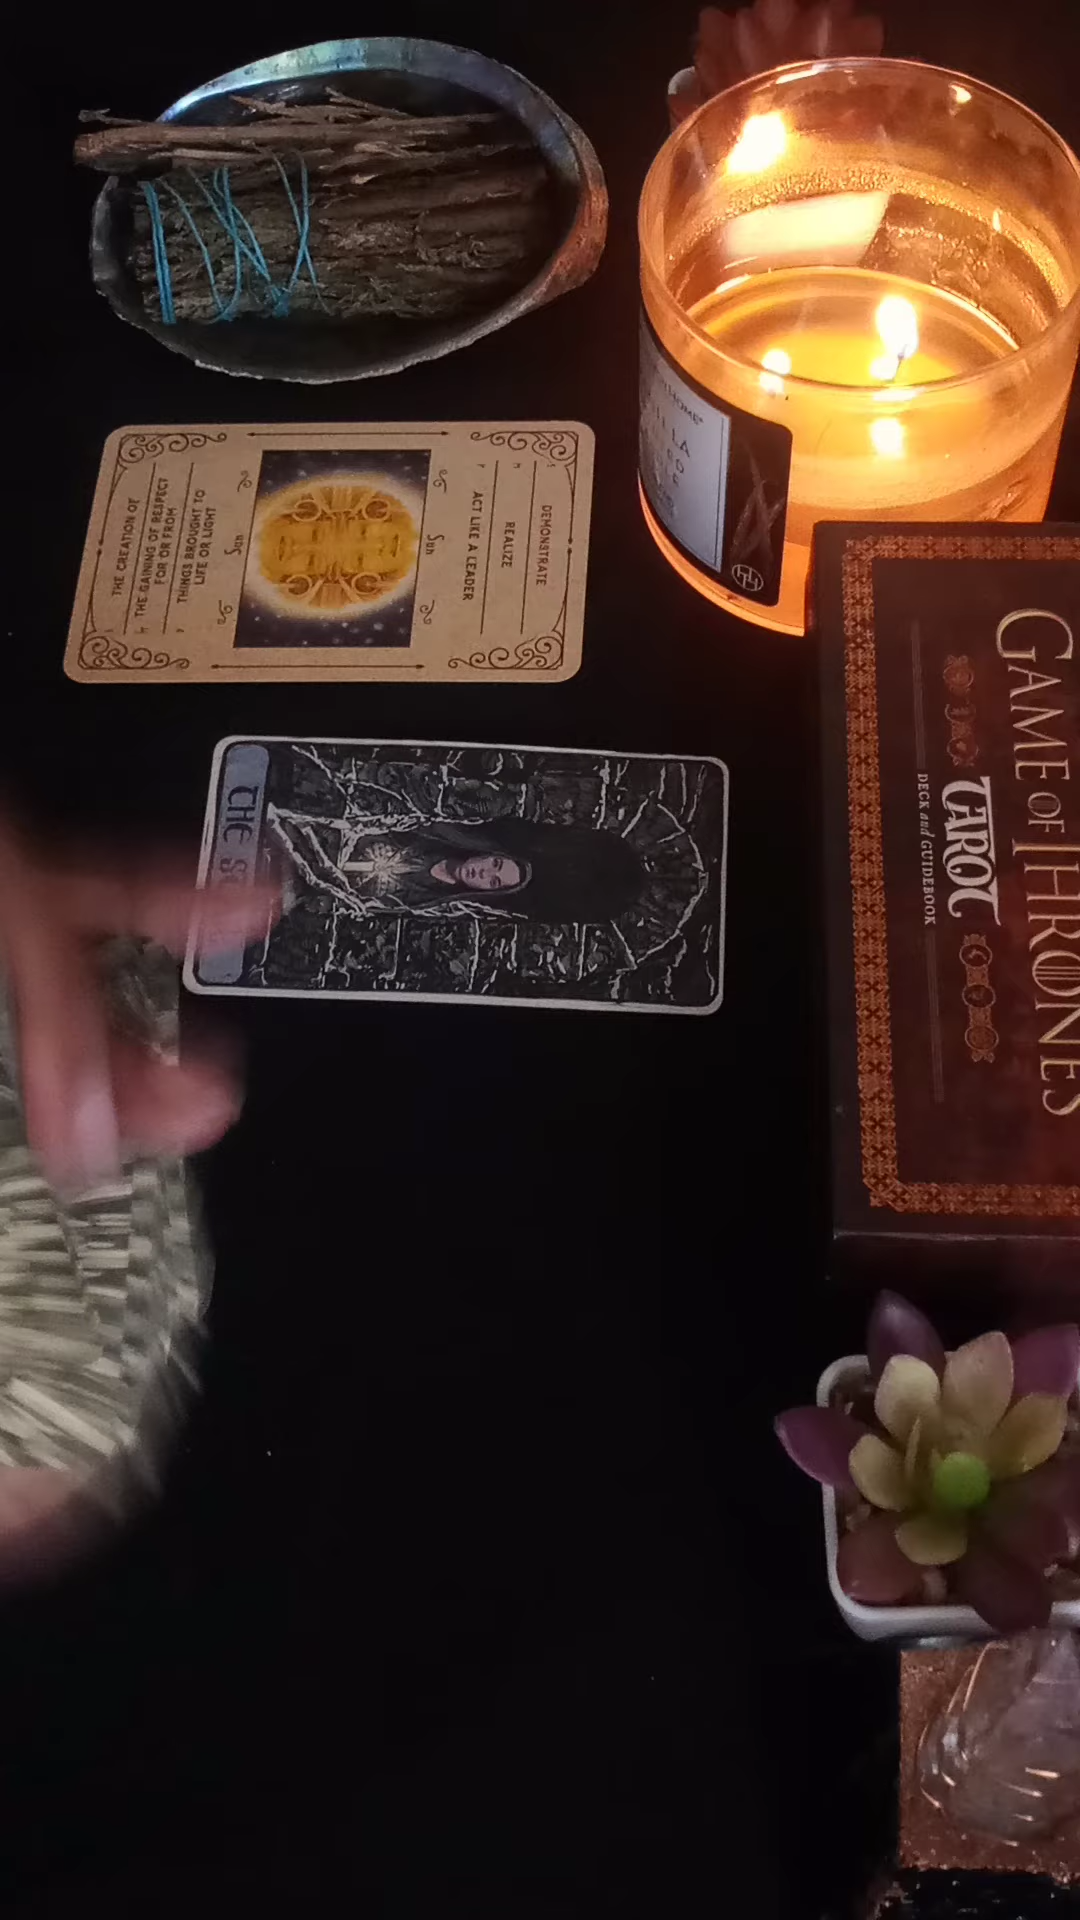 THE CREATION OF
THE GAINING OF RESPECT
FOR OR FROM
THINGS BROUGHT TO
LIFE OR LIGHT
Sun
DEMONSTRATE
REALIZE
ACT LIKE A LEADER
Sun
THE
GAME OF THRONES
TAROT
DECK and GUIDEBOOK